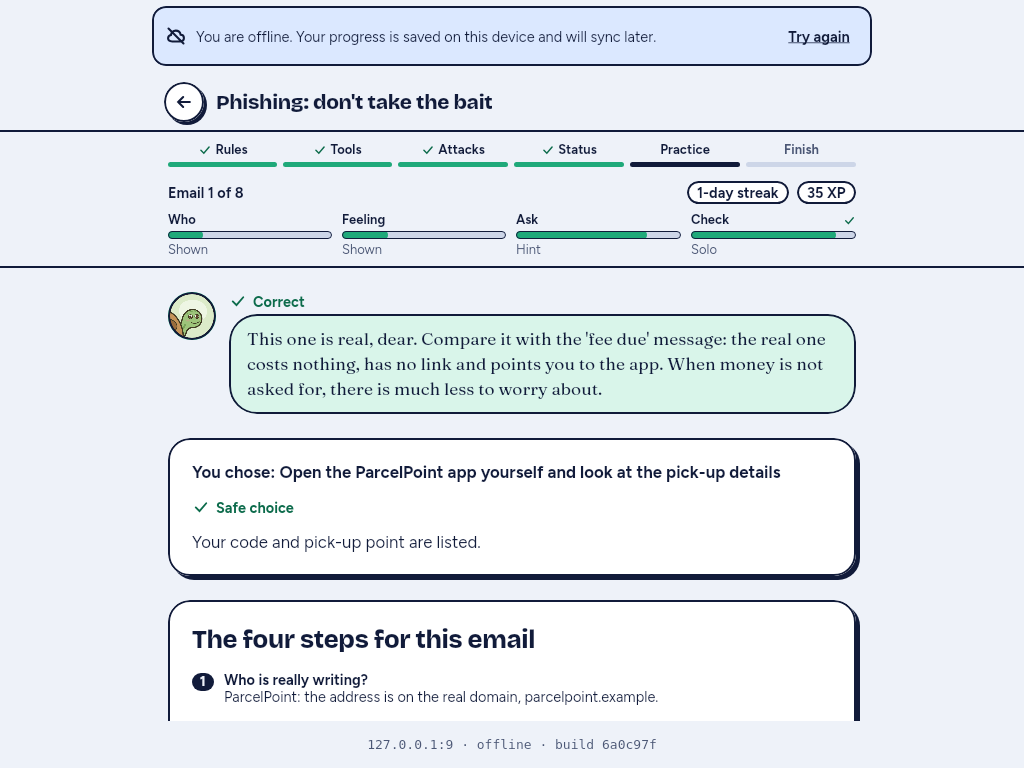 You are offline. Your progress is saved on this device and will sync later.
Try again
Phishing: don't take the bait
Rules
Tools
Attacks
Status
Practice
Finish
Email 1 of 8
1-day streak
35 XP
Who
Feeling
Ask
Check
Shown
Shown
Hint
Solo
Correct
This one is real, dear. Compare it with the 'fee due' message: the real one
costs nothing, has no link and points you to the app. When money is not
asked for, there is much less to worry about.
You chose: Open the ParcelPoint app yourself and look at the pick-up details
Safe choice
Your code and pick-up point are listed.
The four steps for this email
1
Who is really writing?
ParcelPoint: the address is on the real domain, parcelpoint.example.
127.0.0.1:9 · offline · build 6a0c97f